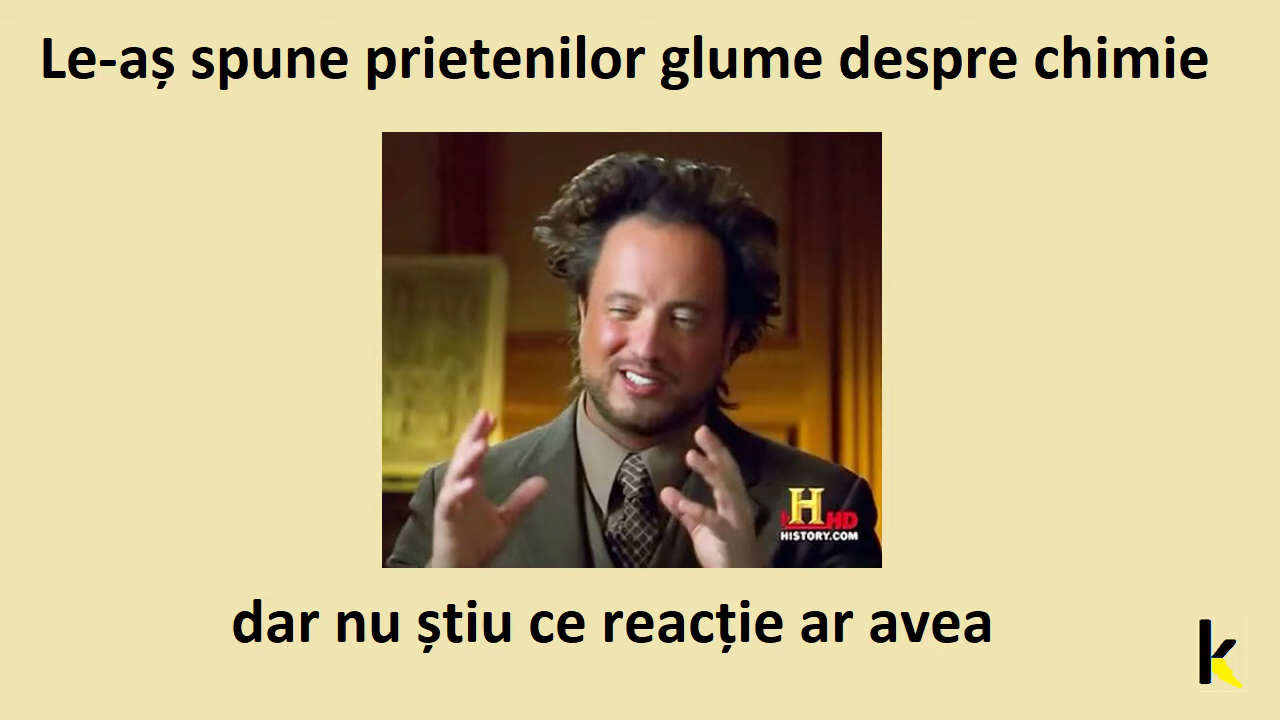 Le-aș spune prietenilor glume despre chimie
H HD
HISTORY.COM
dar nu știu ce reacție ar avea
k